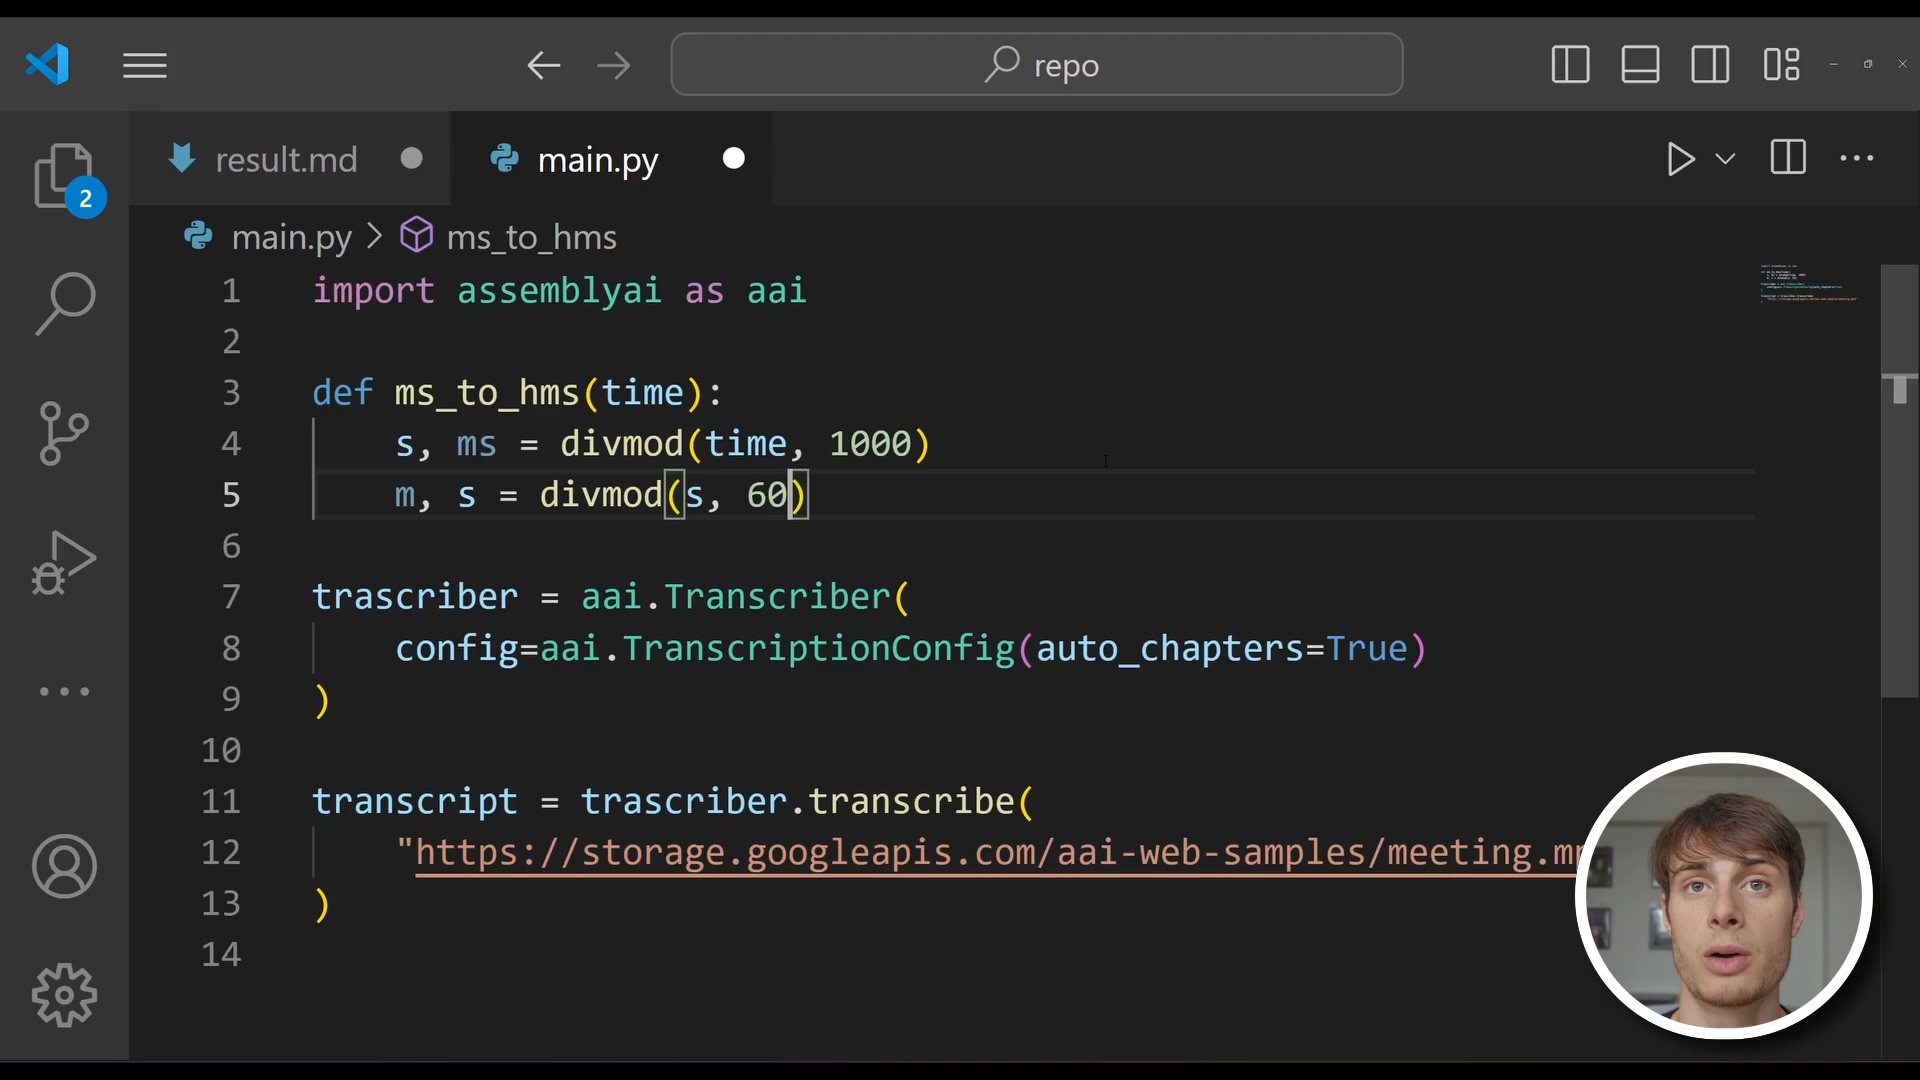 repo
result.md
main.py
2
main.py > ms_to_hms
1 import assemblyai as aai
2
3 def ms_to_hms(time):
4 s, ms = divmod(time, 1000)
5 m, s = divmod(s, 60)
6
7 trascriber = aai.Transcriber(
8 config=aai.TranscriptionConfig(auto_chapters=True)
9 )
10
11 transcript = trascriber.transcribe(
12 "https://storage.googleapis.com/aai-web-samples/meeting.m
13 )
14